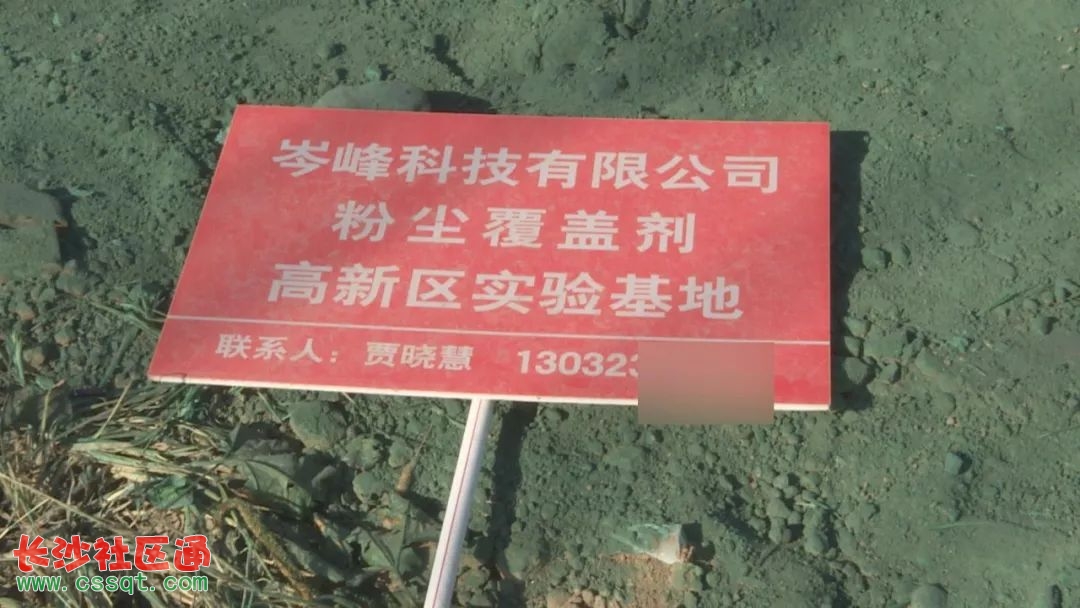 岑峰科技有限公司
粉尘覆盖剂
高新区实验基地
联系人：贾晓慧 130323
长沙社区通
www.cssqt.com